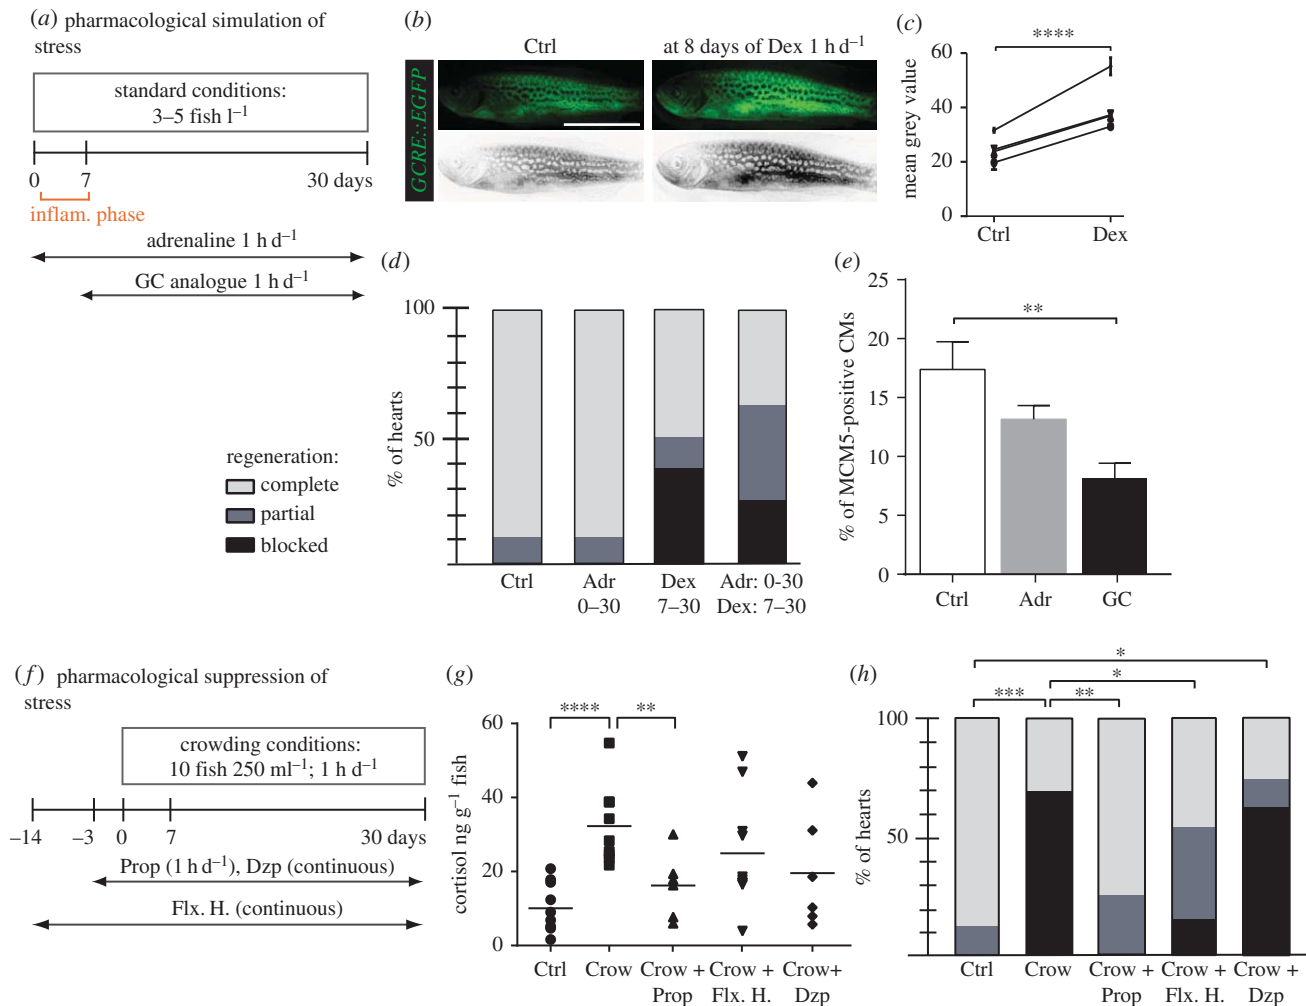 (a) pharmacological simulation of
stress
standard conditions:
3–5 fish l⁻¹
0 7 30 days
inflam. phase
adrenaline 1 h d⁻¹
GC analogue 1 h d⁻¹
(b)
Ctrl at 8 days of Dex 1 h d⁻¹
GCRE::EGFP
(c)
****
60
40
20
0
mean grey value
Ctrl Dex
(d)
100
50
% of hearts
regeneration:
complete
partial
blocked
Ctrl Adr Dex Adr: 0-30
0–30 7–30 Dex: 7–30
(e)
25
20
15
10
5
0
% of MCM5-positive CMs
**
Ctrl Adr GC
(f) pharmacological suppression of
stress
crowding conditions:
10 fish 250 ml⁻¹; 1 h d⁻¹
–14 –3 0 7 30 days
Prop (1 h d⁻¹), Dzp (continuous)
Flx. H. (continuous)
(g)
**** **
60
40
20
0
cortisol ng g⁻¹ fish
Ctrl Crow Crow + Crow + Crow+
Prop Flx. H. Dzp
(h)
*
*
*** **
100
50
% of hearts
Ctrl Crow Crow + Crow + Crow +
Prop Flx. H. Dzp